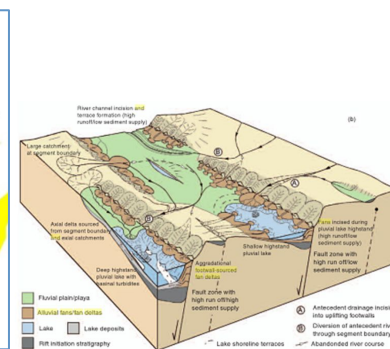 River channel incision and
terrace formation (high
runoff/low sediment supply)
(b)
Large catchment
at segment boundary
B
A
Axial delta sourced
from segment boundary
and axial catchments
B
Fans incised during
pluvial lake highstand
(high runoff/low
sediment supply)
Shallow highstand
pluvial lake
Fault zone with
high run off/low
sediment supply
Aggradational
footwall sourced
fan deltas
Deep highstand
pluvial lake with
basinal turbidites
Fault zone with
high run off/high
sediment supply
Fluvial plain/playa
Alluvial fans/fan deltas
Lake
Lake deposits
Rift initiation stratigraphy
A Antecedent drainage incision
into uplifting footwalls
B Diversion of antecedent river
through segment boundary
Lake shoreline terraces
Abandoned river course